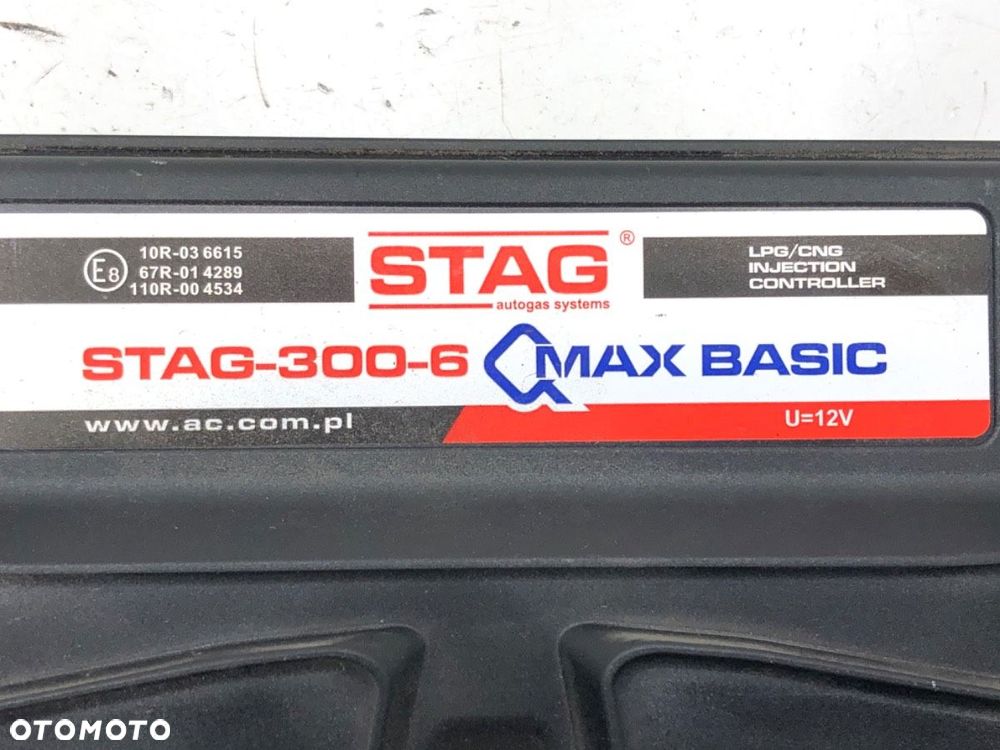 E8
10R-03 6615
67R-01 4289
110R-00 4534
STAG®
autogas systems
LPG/CNG
INJECTION
CONTROLLER
STAG-300-6 QMAX BASIC
www.ac.com.pl
U=12V
OTOMOTO